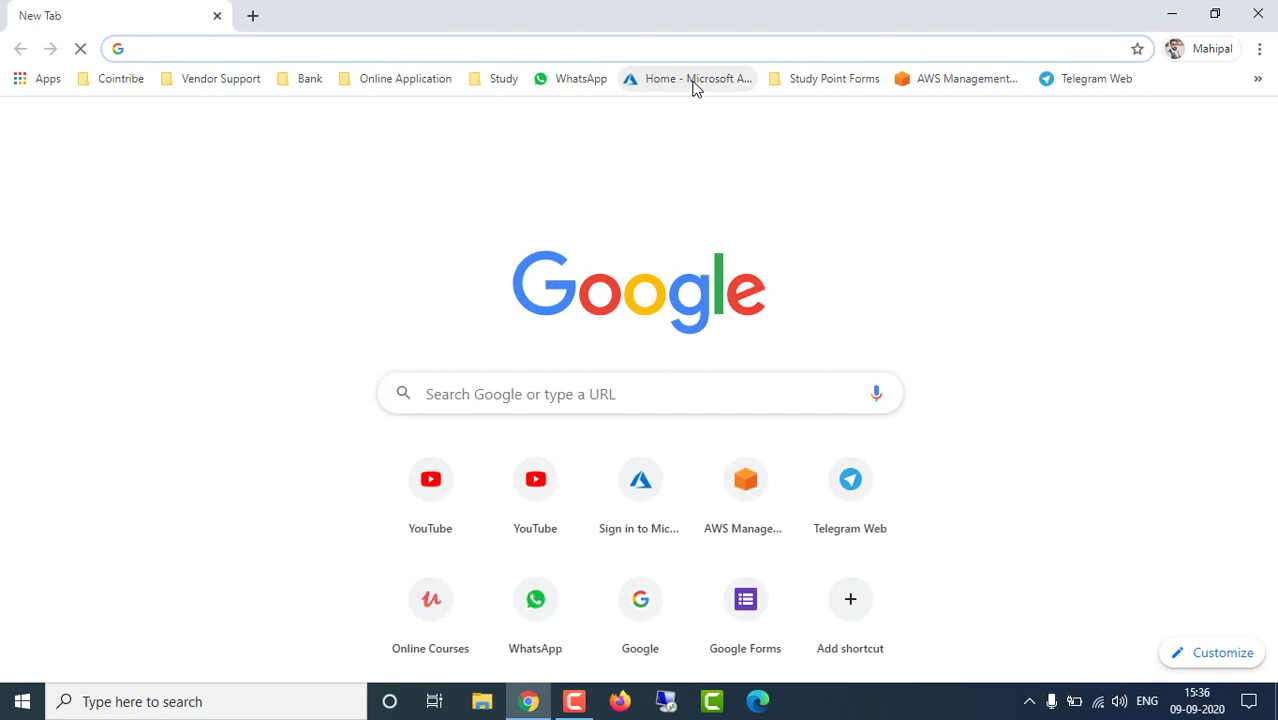 New Tab
Mahipal
Apps Cointribe Vendor Support Bank Online Application Study WhatsApp Home - Microsoft A... Study Point Forms AWS Management... Telegram Web »
Google
Search Google or type a URL
YouTube YouTube Sign in to Mic... AWS Manage... Telegram Web
Online Courses WhatsApp Google Google Forms Add shortcut
Customize
Type here to search
ENG
15:36
09-09-2020